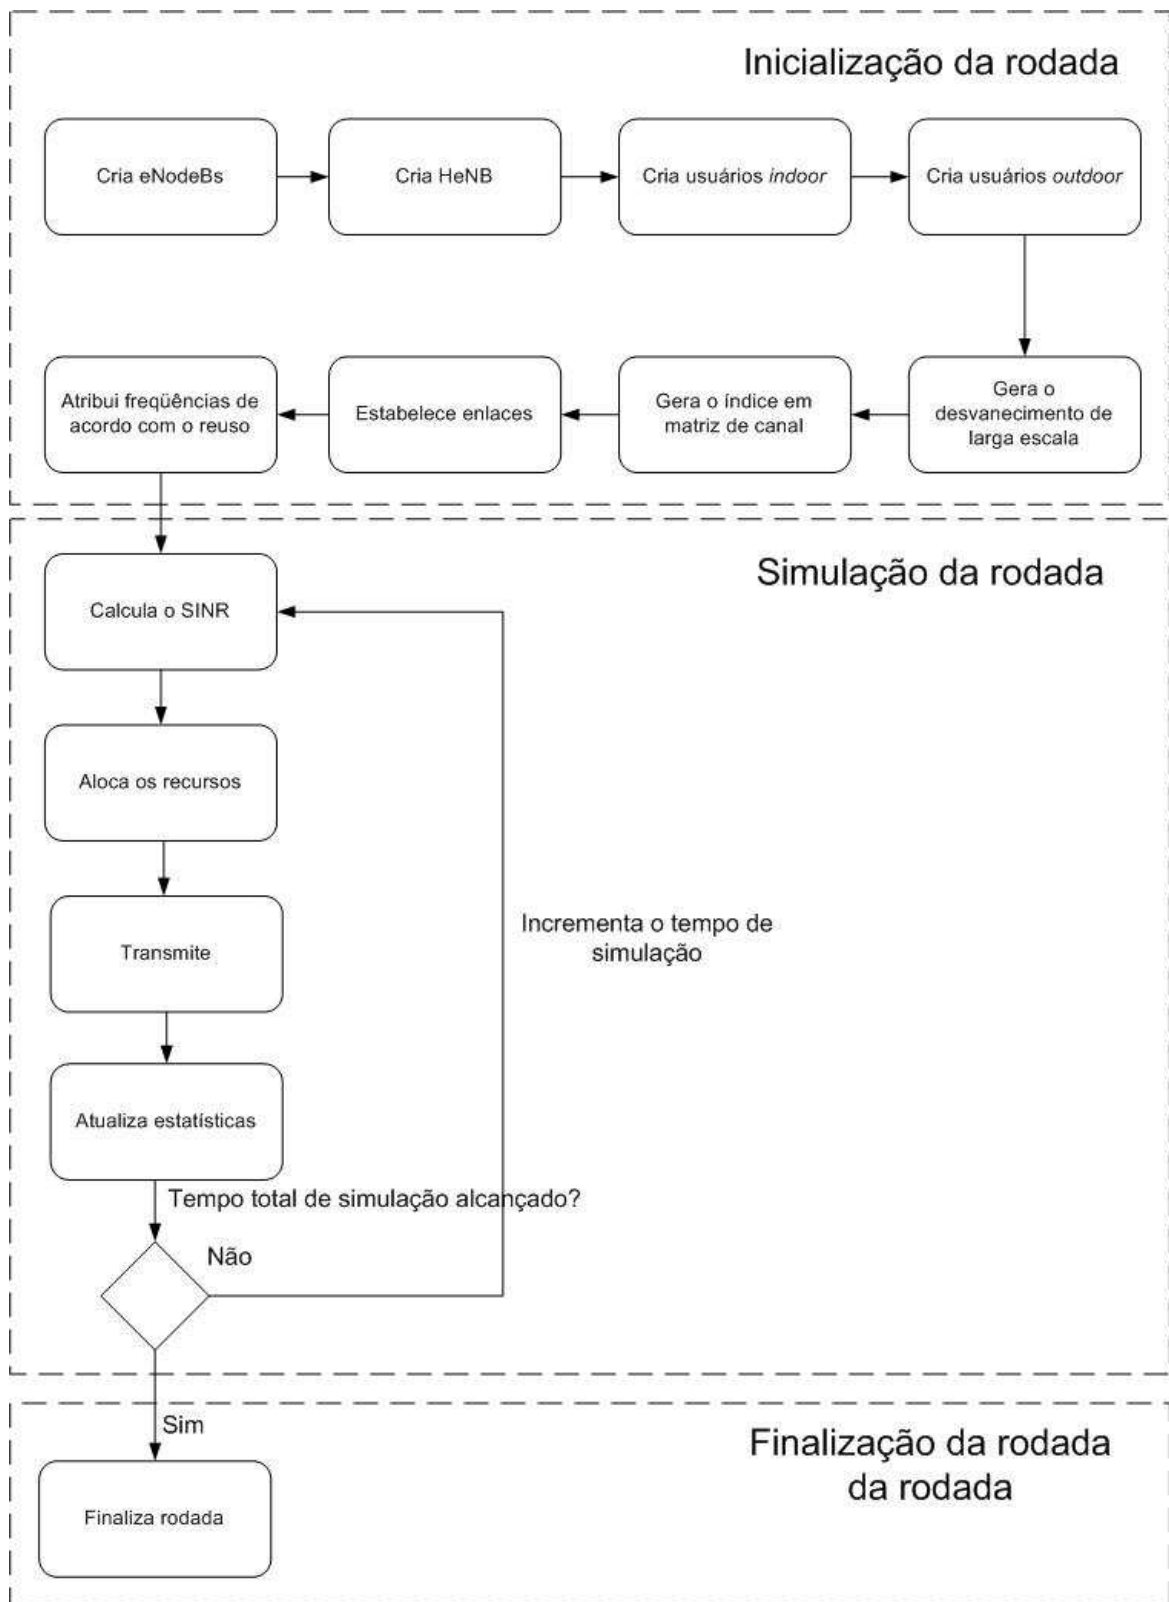 Inicialização da rodada
Cria eNodeBs
Cria HeNB
Cria usuários indoor
Cria usuários outdoor
Gera o
desvanecimento de
larga escala
Gera o índice em
matriz de canal
Estabelece enlaces
Atribui freqüências de
acordo com o reuso
Simulação da rodada
Calcula o SINR
Aloca os recursos
Transmite
Incrementa o tempo de
simulação
Atualiza estatísticas
Tempo total de simulação alcançado?
Não
Sim
Finalização da rodada
da rodada
Finaliza rodada